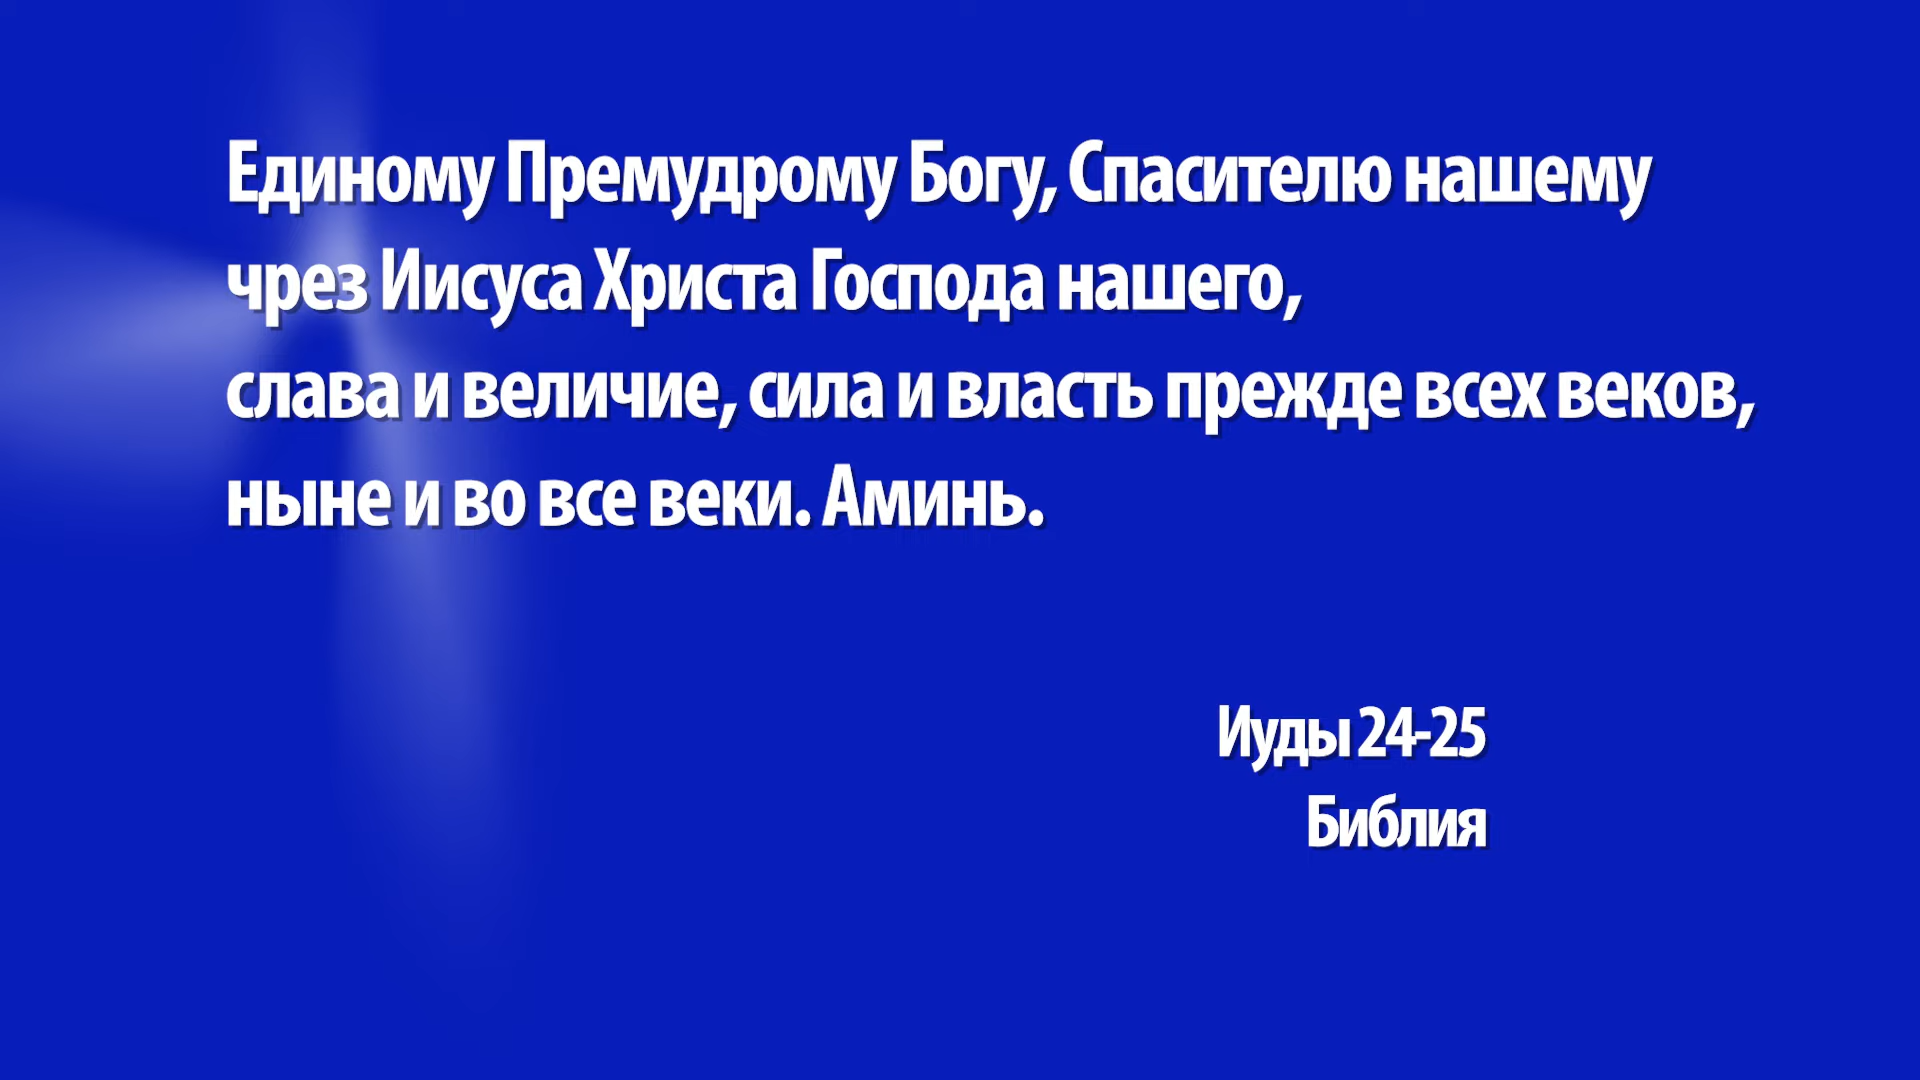 Единому Премудрому Богу, Спасителю нашему
чрез Иисуса Христа Господа нашего,
слава и величие, сила и власть прежде всех веков,
ныне и во все веки. Аминь.
Иуды 24-25
Библия